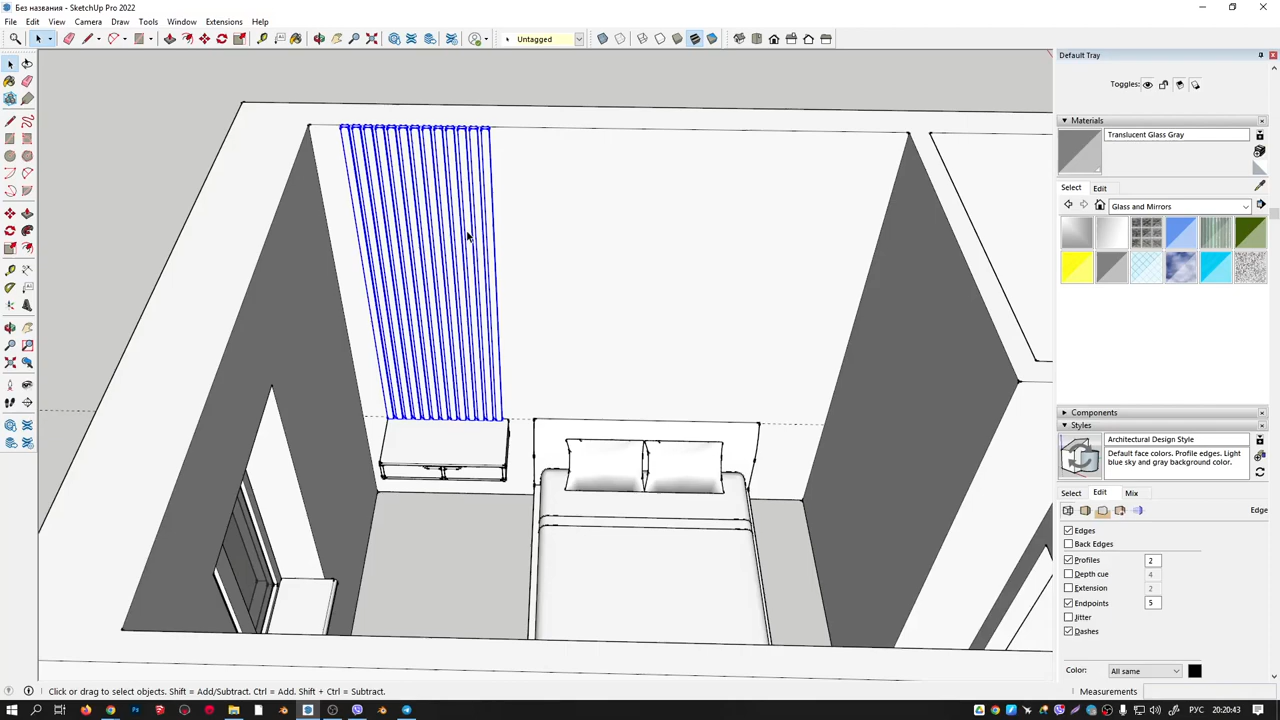 Без названия - SketchUp Pro 2022
File Edit View Camera Draw Tools Window Extensions Help
Untagged
Default Tray
Toggles:
Materials
Translucent Glass Gray
Select Edit
Glass and Mirrors
Components
Styles
Architectural Design Style
Default face colors. Profile edges. Light
blue sky and gray background color.
Select Edit Mix
Edge
Edges
Back Edges
Profiles 2
Depth cue 4
Extension 2
Endpoints 5
Jitter
Dashes
Color: All same
Click or drag to select objects. Shift = Add/Subtract. Ctrl = Add. Shift + Ctrl = Subtract.
Measurements
РУС 20:20:43